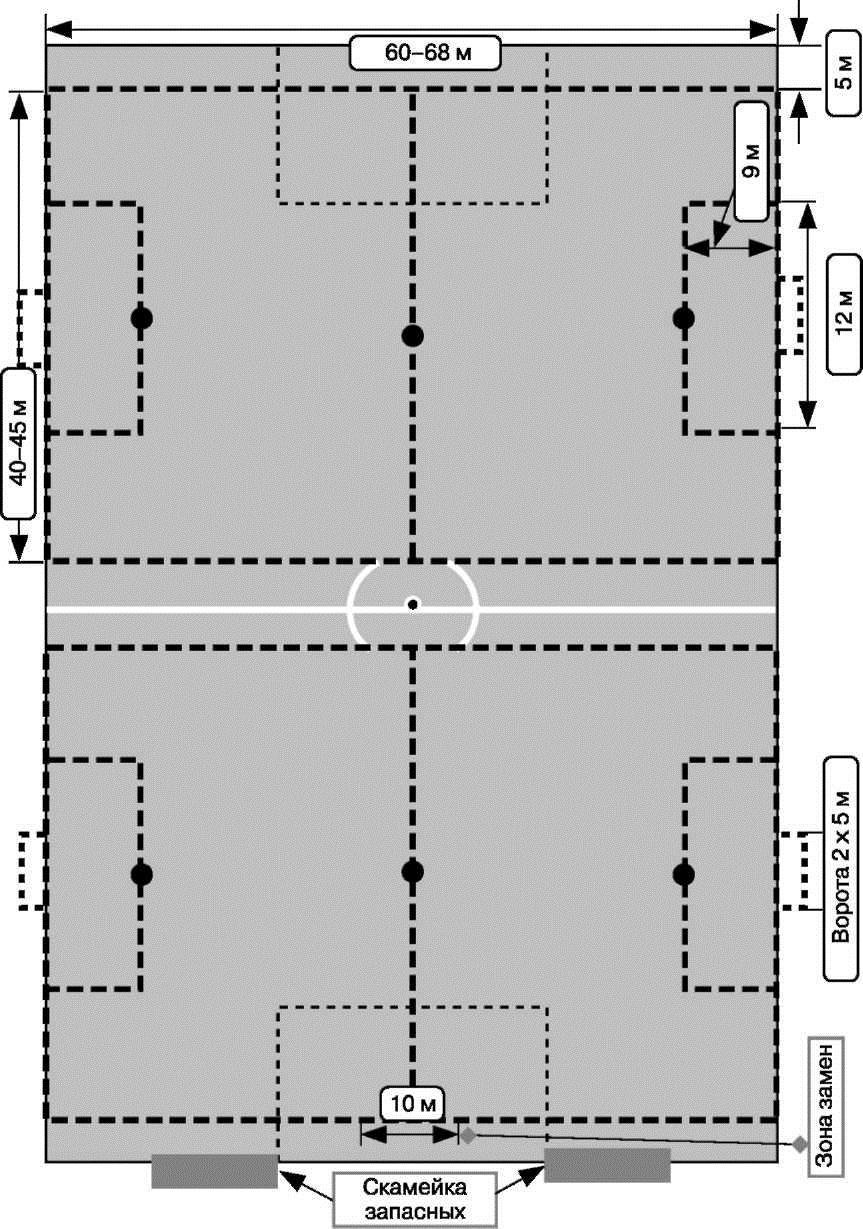 60–68 м
5 м
9 м
12 м
40–45 м
Ворота 2 x 5 м
10 м
Зона замен
Скамейка
запасных